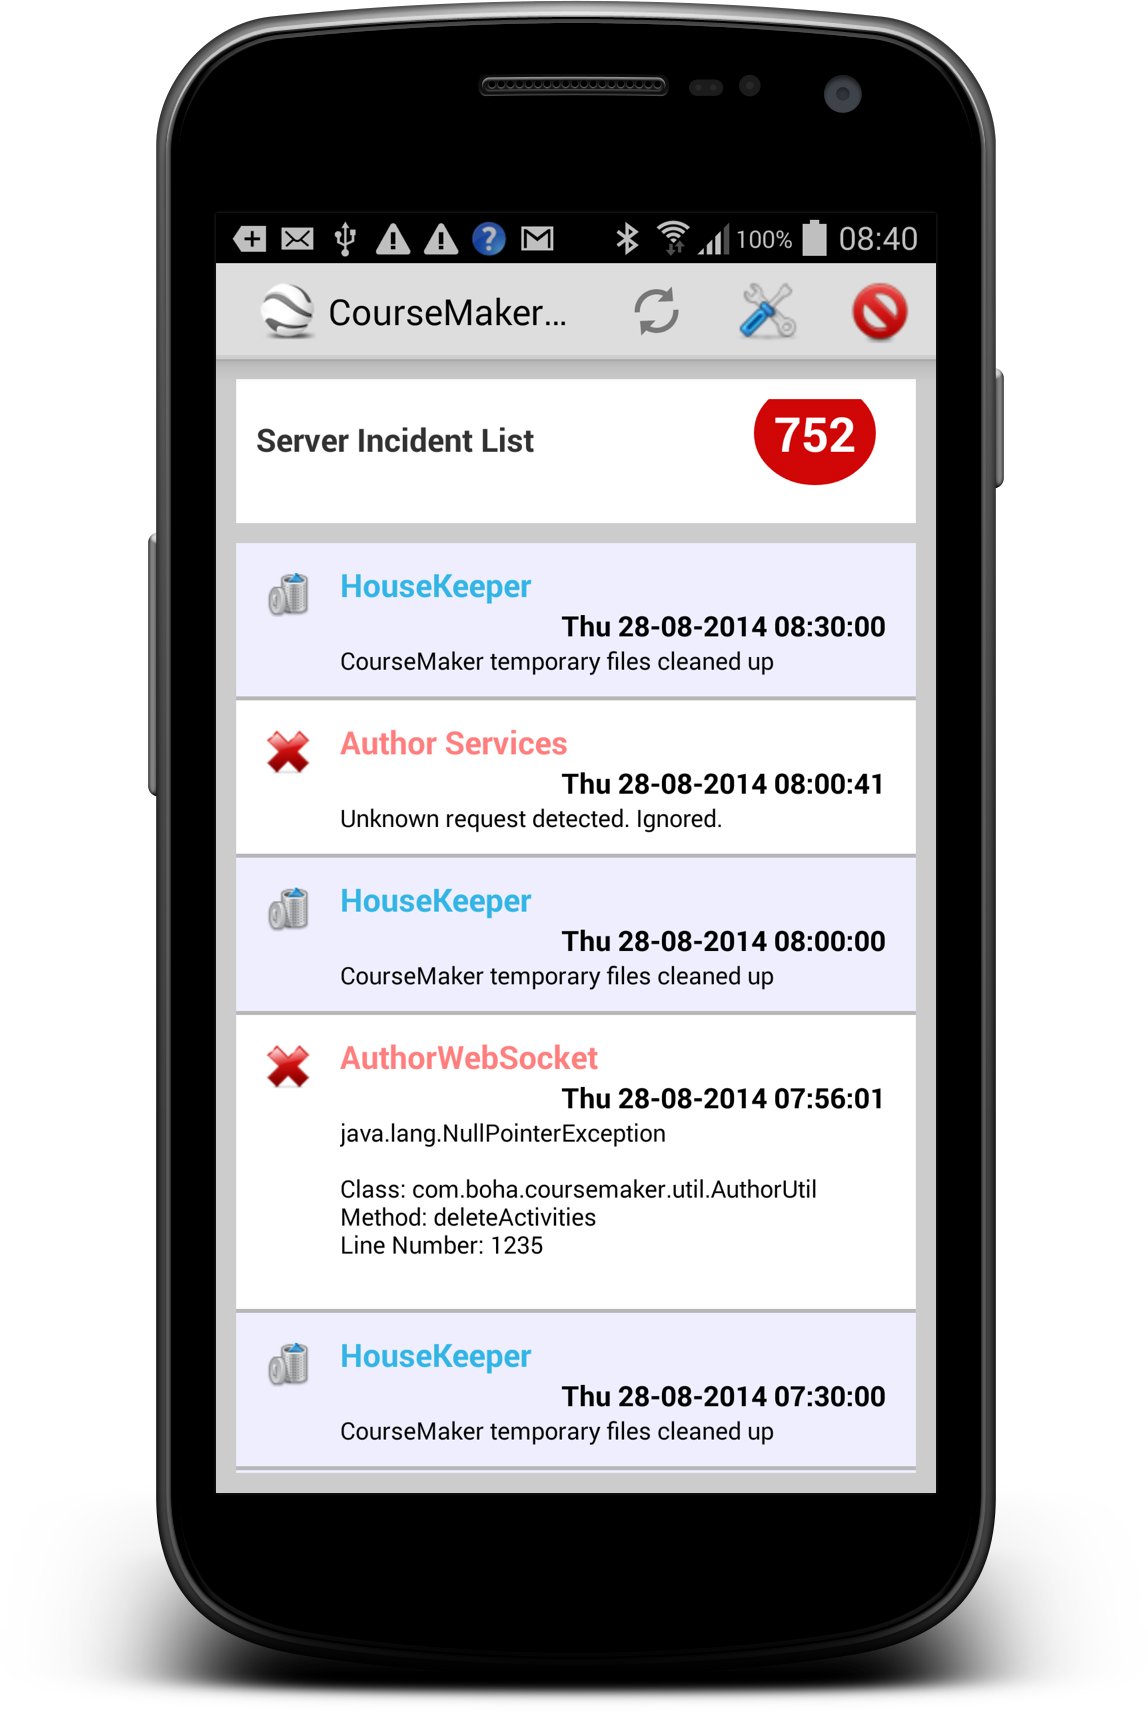 100% 08:40
CourseMaker...
Server Incident List
752
HouseKeeper
Thu 28-08-2014 08:30:00
CourseMaker temporary files cleaned up
Author Services
Thu 28-08-2014 08:00:41
Unknown request detected. Ignored.
HouseKeeper
Thu 28-08-2014 08:00:00
CourseMaker temporary files cleaned up
AuthorWebSocket
Thu 28-08-2014 07:56:01
java.lang.NullPointerException
Class: com.boha.coursemaker.util.AuthorUtil
Method: deleteActivities
Line Number: 1235
HouseKeeper
Thu 28-08-2014 07:30:00
CourseMaker temporary files cleaned up